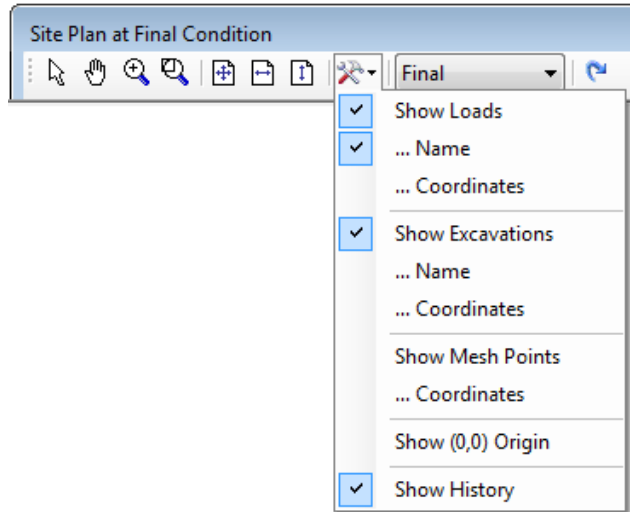 Site Plan at Final Condition
Final
Show Loads
... Name
... Coordinates
Show Excavations
... Name
... Coordinates
Show Mesh Points
... Coordinates
Show (0,0) Origin
Show History